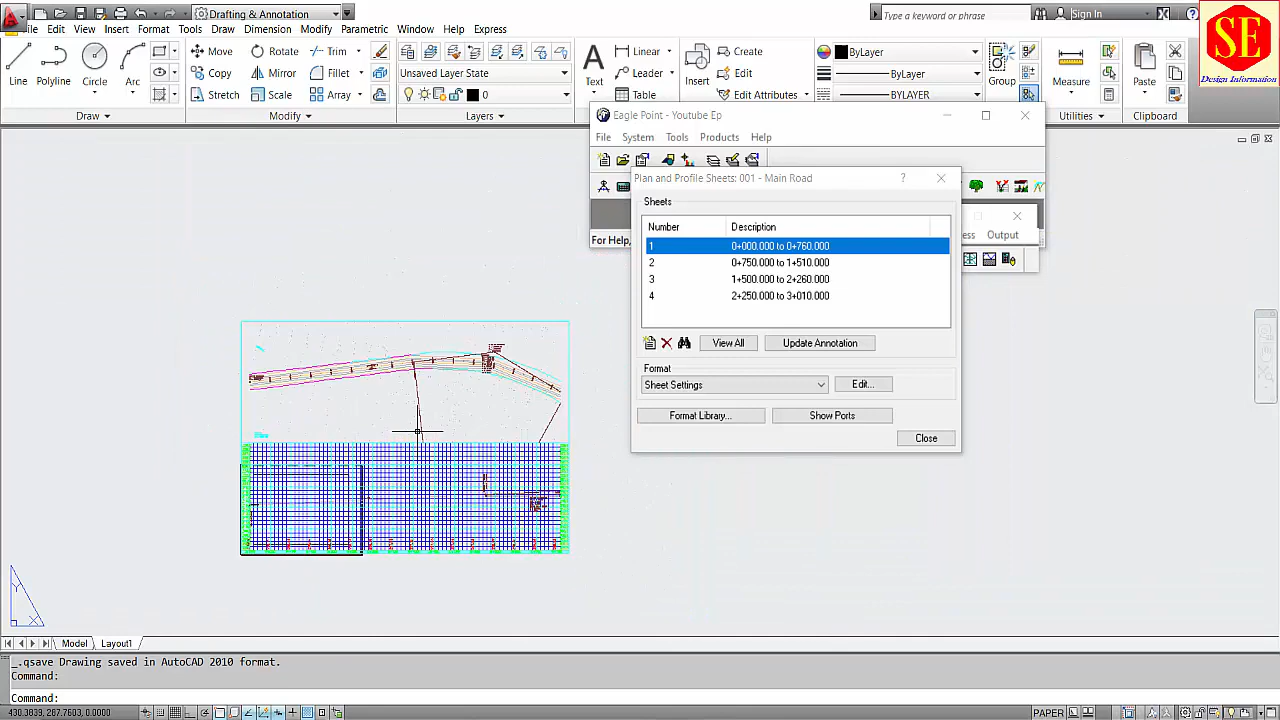 Drafting & Annotation
Type a keyword or phrase
Sign In
File Edit View Insert Format Tools Draw Dimension Modify Parametric Window Help Express
SE
Design Information
Line Polyline Circle Arc
Move Rotate Trim
Copy Mirror Fillet
Stretch Scale Array
Unsaved Layer State
0
Text
Linear
Leader
Table
Insert
Create
Edit
Edit Attributes
ByLayer
ByLAYER
BYLAYER
Group
Measure
Paste
Draw Modify Layers Utilities Clipboard
Eagle Point - Youtube Ep
File System Tools Products Help
For Help,
ess Output
Plan and Profile Sheets: 001 - Main Road
Sheets
Number Description
1 0+000.000 to 0+760.000
2 0+750.000 to 1+510.000
3 1+500.000 to 2+260.000
4 2+250.000 to 3+010.000
View All Update Annotation
Format
Sheet Settings Edit...
Format Library... Show Ports
Close
Y
X
Model Layout1
_.qsave Drawing saved in AutoCAD 2010 format.
Command:
Command:
430.3839, 267.7603, 0.0000
PAPER